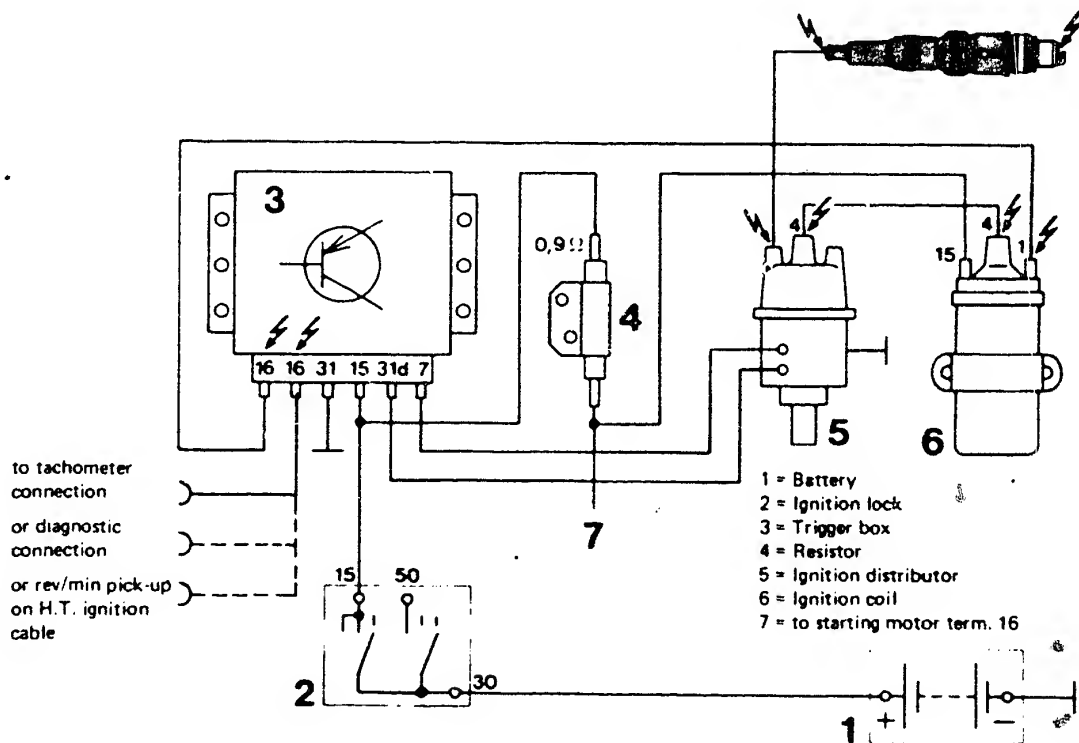 3
0,9Ω
4
4
4
15
1
16 16 31 15 31d 7
5
6
to tachometer
connection
or diagnostic
connection
or rev/min pick-up
on H.T. ignition
cable
7
1 = Battery
2 = Ignition lock
3 = Trigger box
4 = Resistor
5 = Ignition distributor
6 = Ignition coil
7 = to starting motor term. 16
15 50
2
30
1
+ −